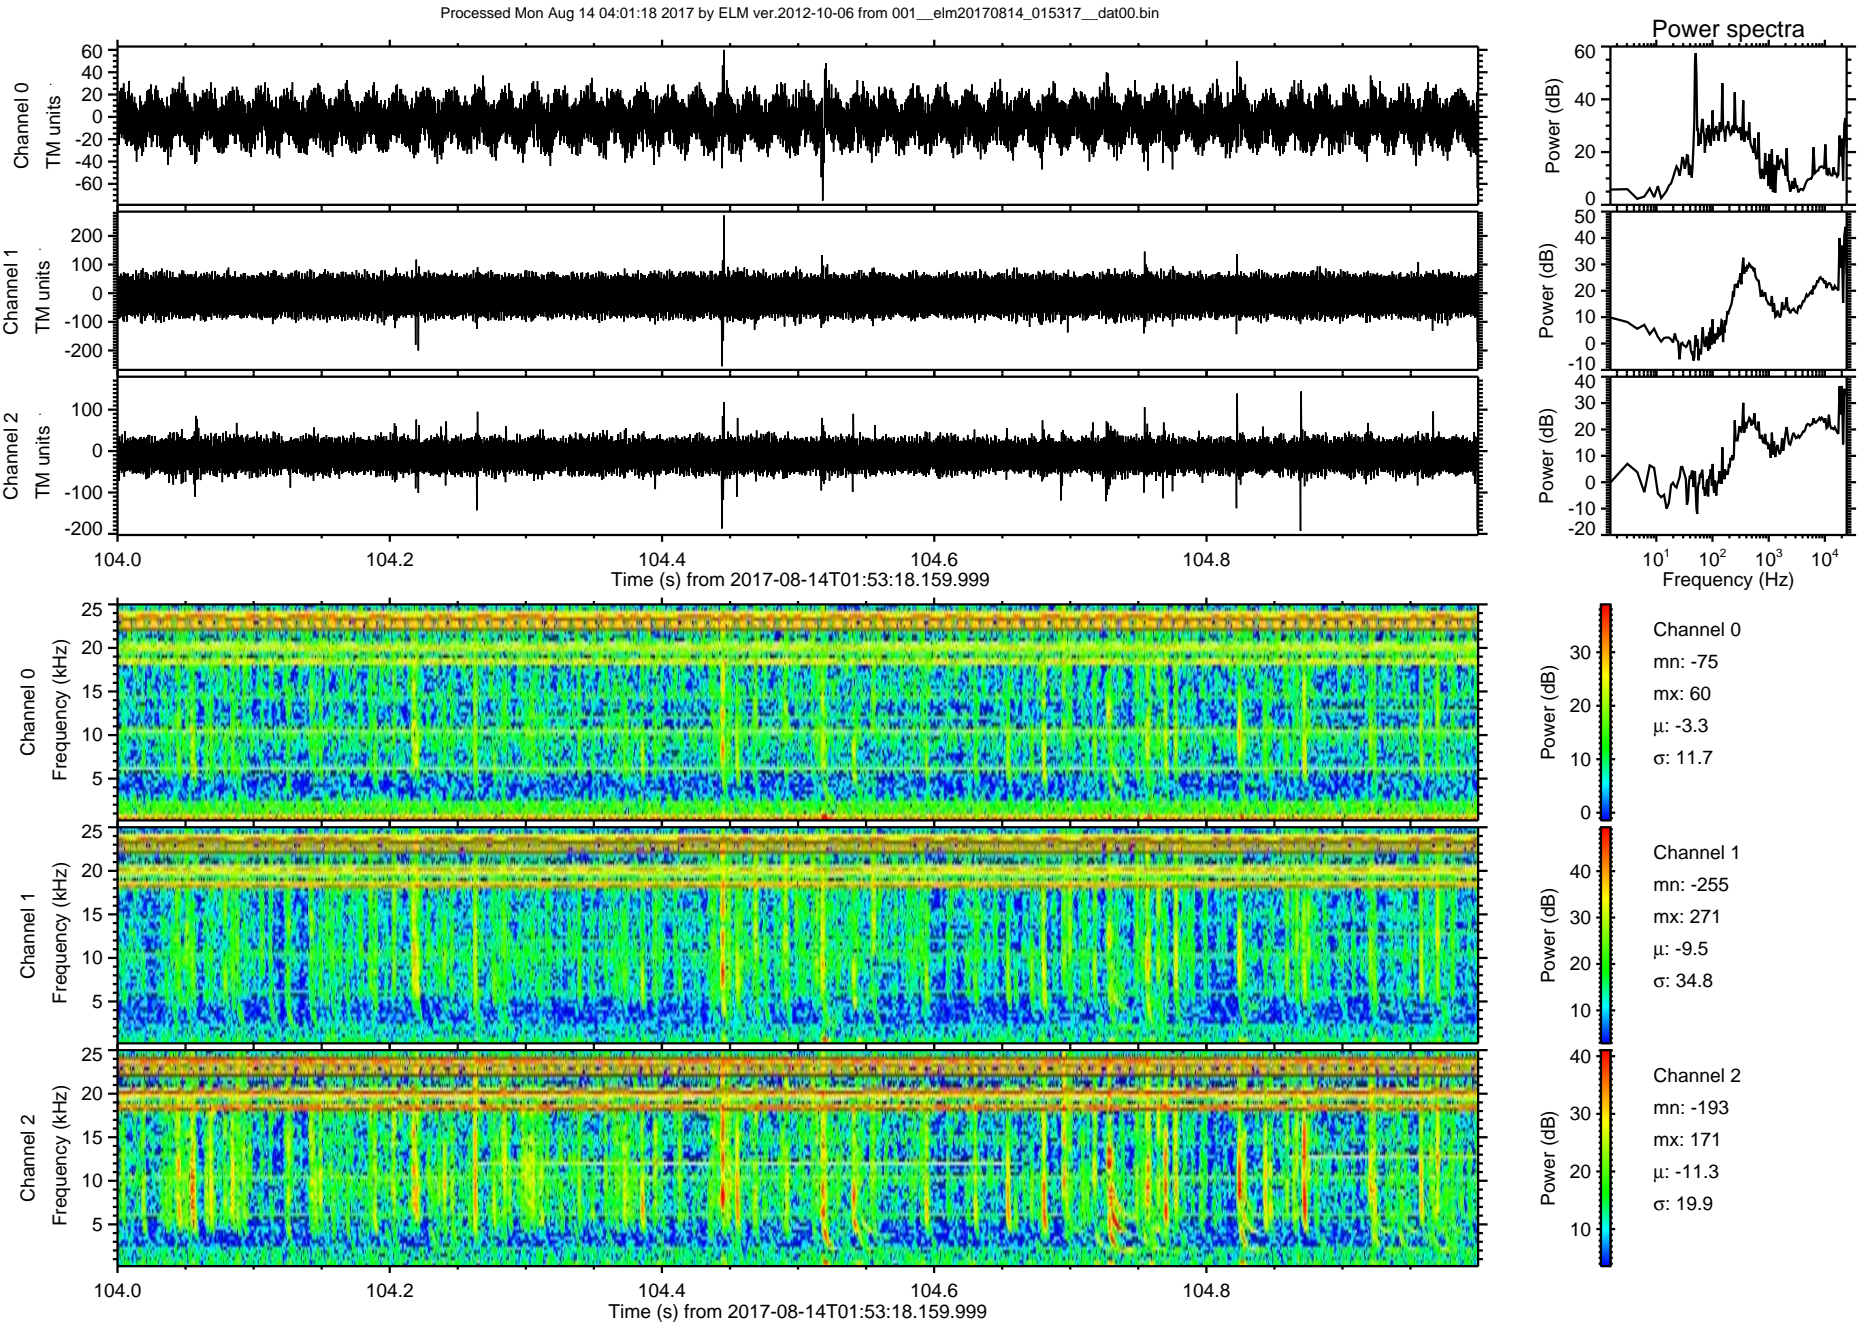 Processed Mon Aug 14 04:01:18 2017 by ELM ver.2012-10-06 from 001__elm20170814_015317__dat00.bin
Power spectra
Channel 0
TM units
60
40
20
0
-20
-40
-60
Power (dB)
60
40
20
0
Channel 1
TM units
200
100
0
-100
-200
Power (dB)
50
40
30
20
10
0
-10
Channel 2
TM units
100
0
-100
-200
Power (dB)
40
30
20
10
0
-10
-20
104.0 104.2 104.4 104.6 104.8
Time (s) from 2017-08-14T01:53:18.159.999
10^1 10^2 10^3 10^4
Frequency (Hz)
Channel 0
Frequency (kHz)
25
20
15
10
5
Power (dB)
30
20
10
0
Channel 0
mn: -75
mx: 60
μ: -3.3
σ: 11.7
Channel 1
Frequency (kHz)
25
20
15
10
5
Power (dB)
40
30
20
10
Channel 1
mn: -255
mx: 271
μ: -9.5
σ: 34.8
Channel 2
Frequency (kHz)
25
20
15
10
5
Power (dB)
40
30
20
10
Channel 2
mn: -193
mx: 171
μ: -11.3
σ: 19.9
104.0 104.2 104.4 104.6 104.8
Time (s) from 2017-08-14T01:53:18.159.999